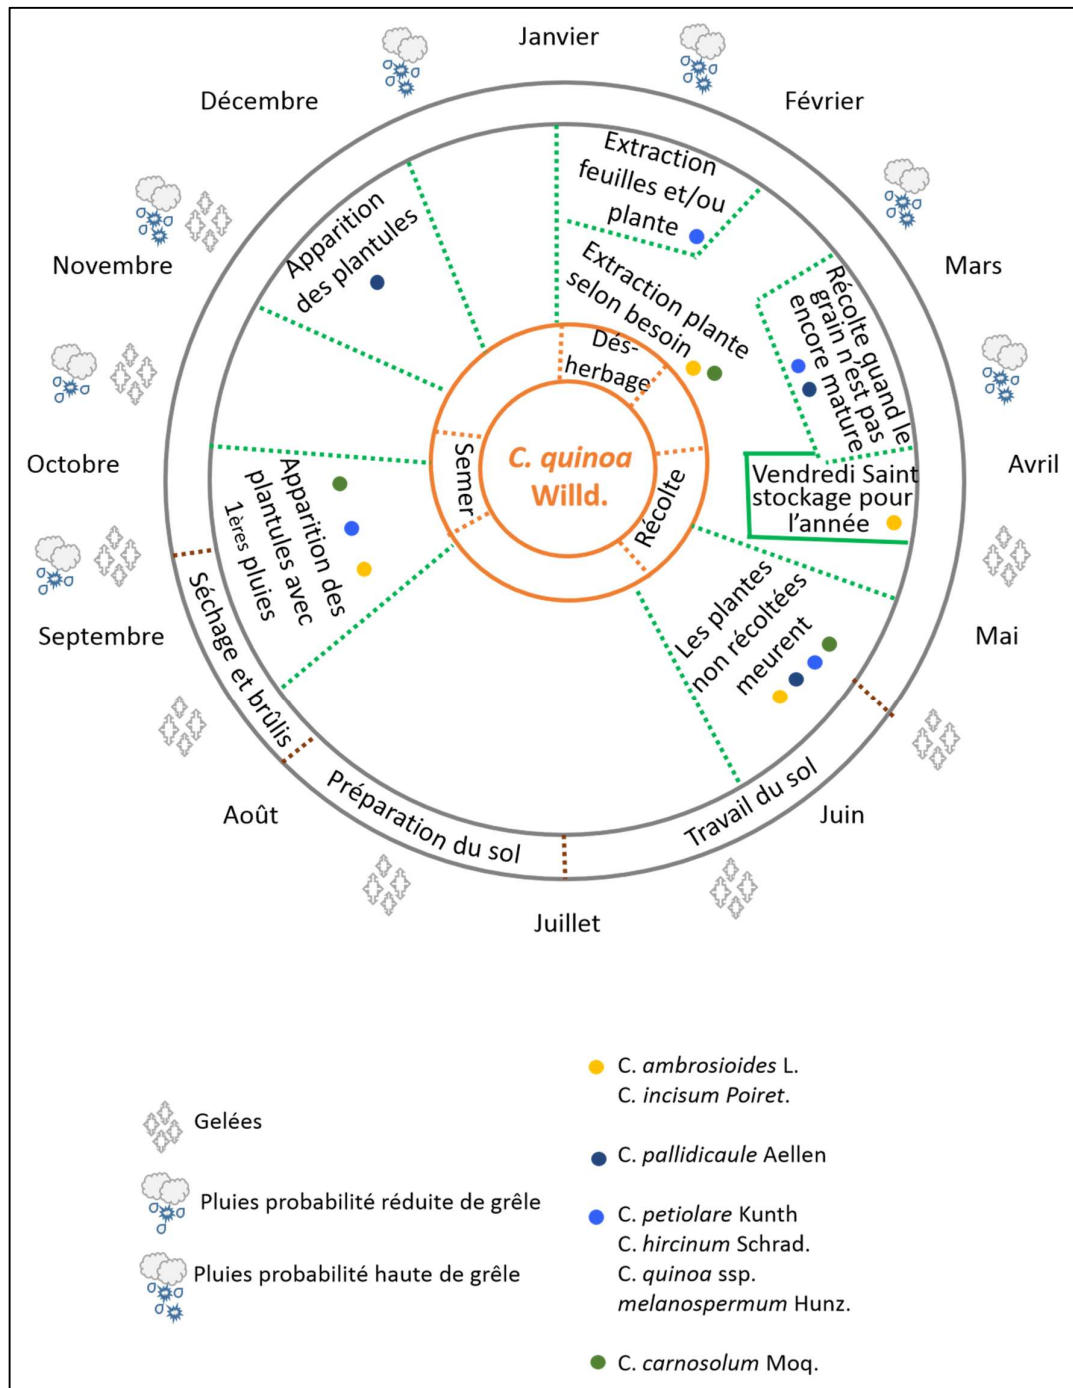 Janvier
Février
Mars
Avril
Mai
Juin
Juillet
Août
Septembre
Octobre
Novembre
Décembre
Extraction
feuilles et/ou
plante
Extraction plante
selon besoin
Récolte quand le
grain n'est pas
encore mature
Vendredi Saint
stockage pour
l'année
Les plantes
non récoltées
meurent
Apparition des
plantules avec
1ères pluies
Apparition
des plantules
Dés-
herbage
Récolte
Semer
C. quinoa
Willd.
Travail du sol
Préparation du sol
Séchage et brûlis
Gelées
Pluies probabilité réduite de grêle
Pluies probabilité haute de grêle
C. ambrosioides L.
C. incisum Poiret.
C. pallidicaule Aellen
C. petiolare Kunth
C. hircinum Schrad.
C. quinoa ssp.
melanospermum Hunz.
C. carnosolum Moq.